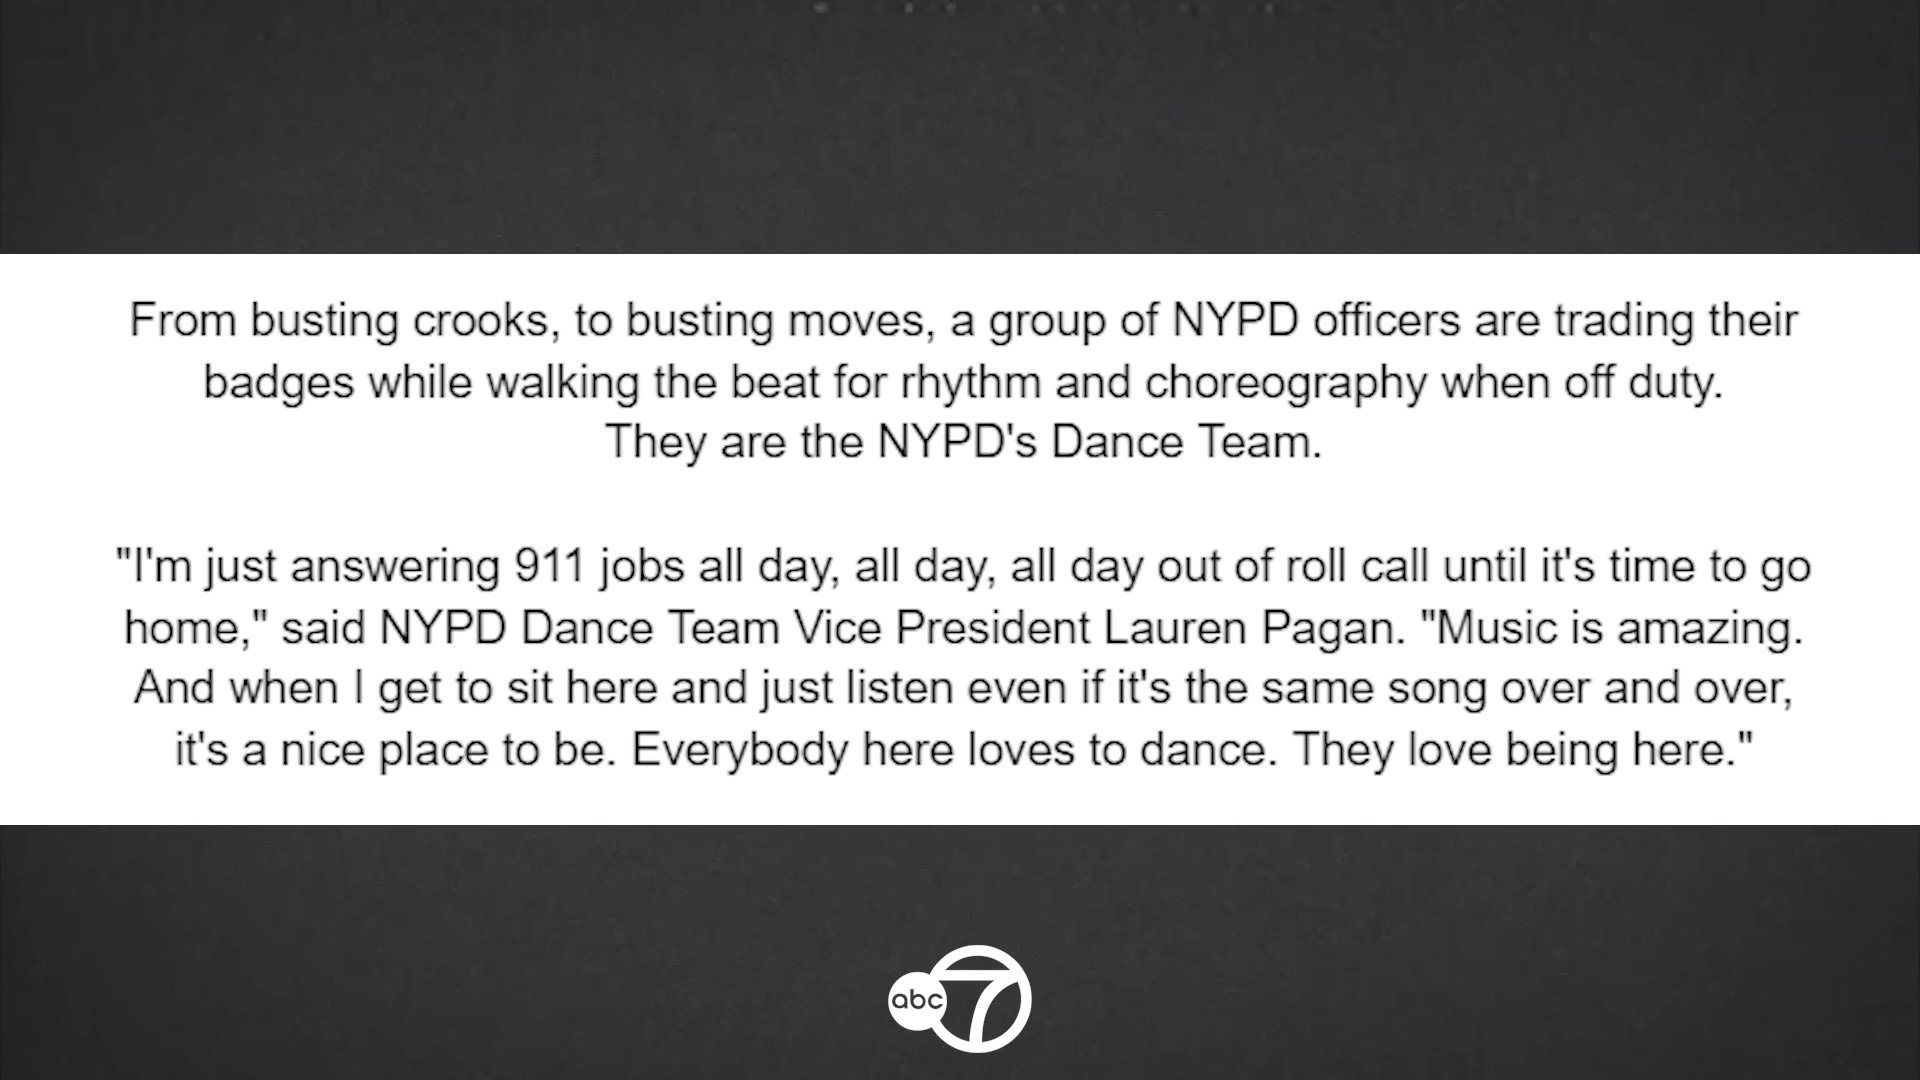 From busting crooks, to busting moves, a group of NYPD officers are trading their
badges while walking the beat for rhythm and choreography when off duty.
They are the NYPD's Dance Team.
"I'm just answering 911 jobs all day, all day, all day out of roll call until it's time to go
home," said NYPD Dance Team Vice President Lauren Pagan. "Music is amazing.
And when I get to sit here and just listen even if it's the same song over and over,
it's a nice place to be. Everybody here loves to dance. They love being here."
abc 7